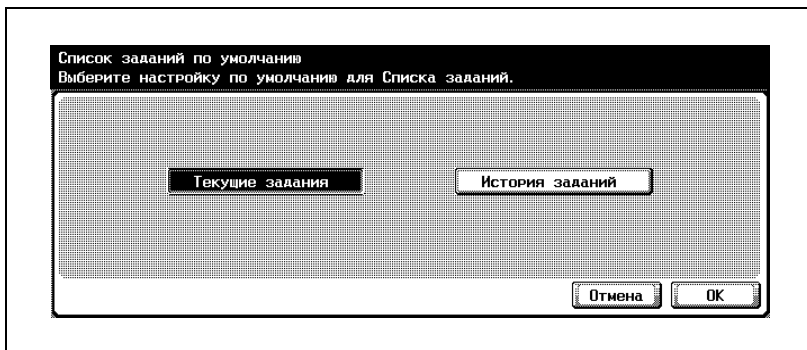 Список заданий по умолчанию
Выберите настройку по умолчанию для Списка заданий.
Текущие задания
История заданий
Отмена
OK